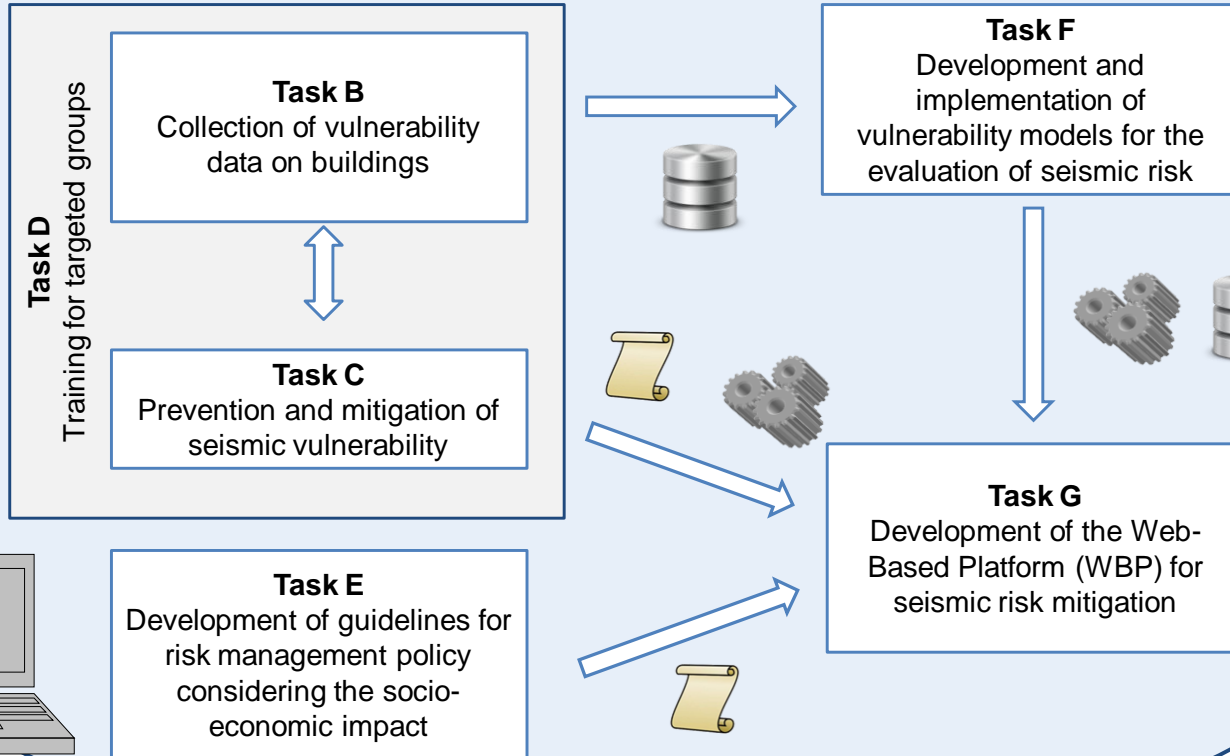 Task D
Training for targeted groups
Task B
Collection of vulnerability
data on buildings
Task C
Prevention and mitigation of
seismic vulnerability
Task E
Development of guidelines for
risk management policy
considering the socio-
economic impact
Task F
Development and
implementation of
vulnerability models for the
evaluation of seismic risk
Task G
Development of the Web-
Based Platform (WBP) for
seismic risk mitigation